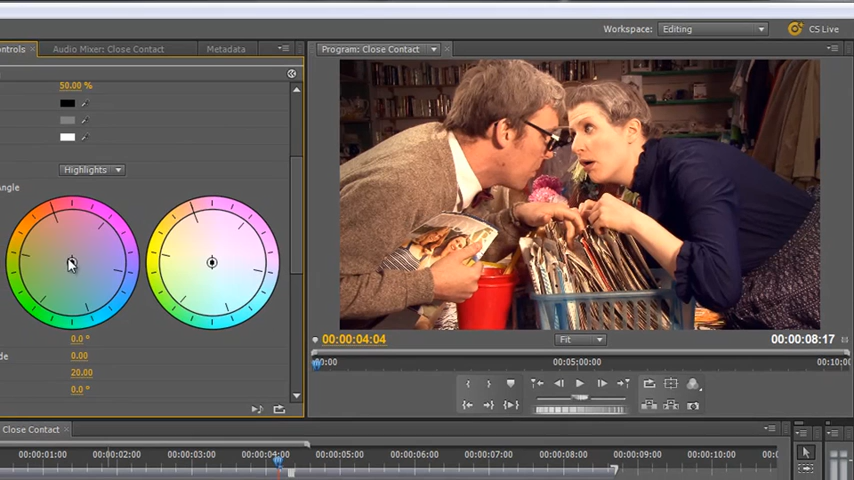 Workspace: Editing CS Live
ontrols Audio Mixer: Close Contact Metadata Program: Close Contact
50.00 %
Highlights
Angle
0.0 °
de 0.00
20.00
0.0 °
00:00:04:04 Fit 00:00:08:17
00:00 00:05:00:00 00:10:0
Close Contact
00:00:01:00 00:00:02:00 00:00:03:00 00:00:04:00 00:00:05:00 00:00:06:00 00:00:07:00 00:00:08:00 00:00:09:00 00:00:10:00 00:0